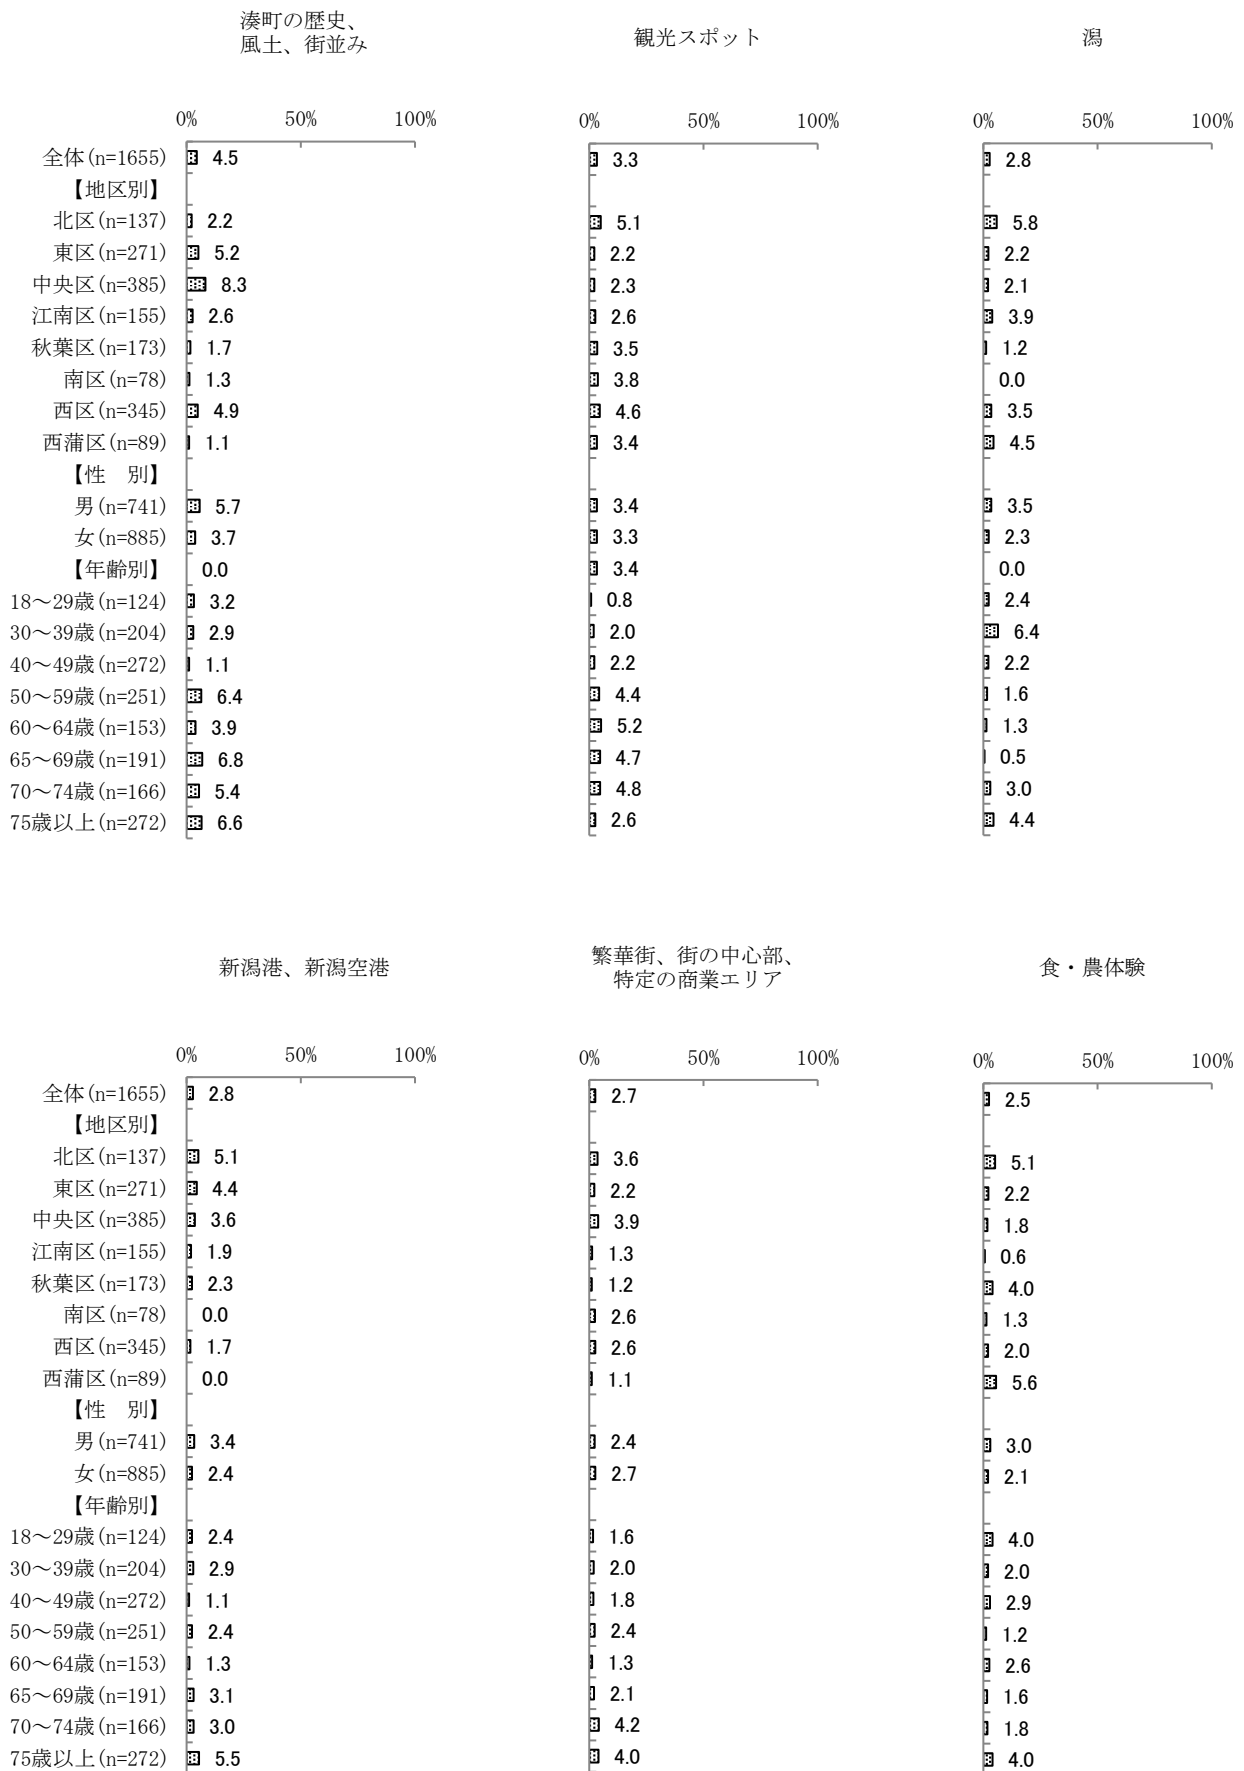 湊町の歴史、
風土、街並み
観光スポット
潟
0% 50% 100%
0% 50% 100%
0% 50% 100%
全体(n=1655) 4.5 3.3 2.8
【地区別】
北区(n=137) 2.2 5.1 5.8
東区(n=271) 5.2 2.2 2.2
中央区(n=385) 8.3 2.3 2.1
江南区(n=155) 2.6 2.6 3.9
秋葉区(n=173) 1.7 3.5 1.2
南区(n=78) 1.3 3.8 0.0
西区(n=345) 4.9 4.6 3.5
西蒲区(n=89) 1.1 3.4 4.5
【性　別】
男(n=741) 5.7 3.4 3.5
女(n=885) 3.7 3.3 2.3
【年齢別】 0.0 3.4 0.0
18～29歳(n=124) 3.2 0.8 2.4
30～39歳(n=204) 2.9 2.0 6.4
40～49歳(n=272) 1.1 2.2 2.2
50～59歳(n=251) 6.4 4.4 1.6
60～64歳(n=153) 3.9 5.2 1.3
65～69歳(n=191) 6.8 4.7 0.5
70～74歳(n=166) 5.4 4.8 3.0
75歳以上(n=272) 6.6 2.6 4.4
新潟港、新潟空港
繁華街、街の中心部、
特定の商業エリア
食・農体験
0% 50% 100%
0% 50% 100%
0% 50% 100%
全体(n=1655) 2.8 2.7 2.5
【地区別】
北区(n=137) 5.1 3.6 5.1
東区(n=271) 4.4 2.2 2.2
中央区(n=385) 3.6 3.9 1.8
江南区(n=155) 1.9 1.3 0.6
秋葉区(n=173) 2.3 1.2 4.0
南区(n=78) 0.0 2.6 1.3
西区(n=345) 1.7 2.6 2.0
西蒲区(n=89) 0.0 1.1 5.6
【性　別】
男(n=741) 3.4 2.4 3.0
女(n=885) 2.4 2.7 2.1
【年齢別】
18～29歳(n=124) 2.4 1.6 4.0
30～39歳(n=204) 2.9 2.0 2.0
40～49歳(n=272) 1.1 1.8 2.9
50～59歳(n=251) 2.4 2.4 1.2
60～64歳(n=153) 1.3 1.3 2.6
65～69歳(n=191) 3.1 2.1 1.6
70～74歳(n=166) 3.0 4.2 1.8
75歳以上(n=272) 5.5 4.0 4.0